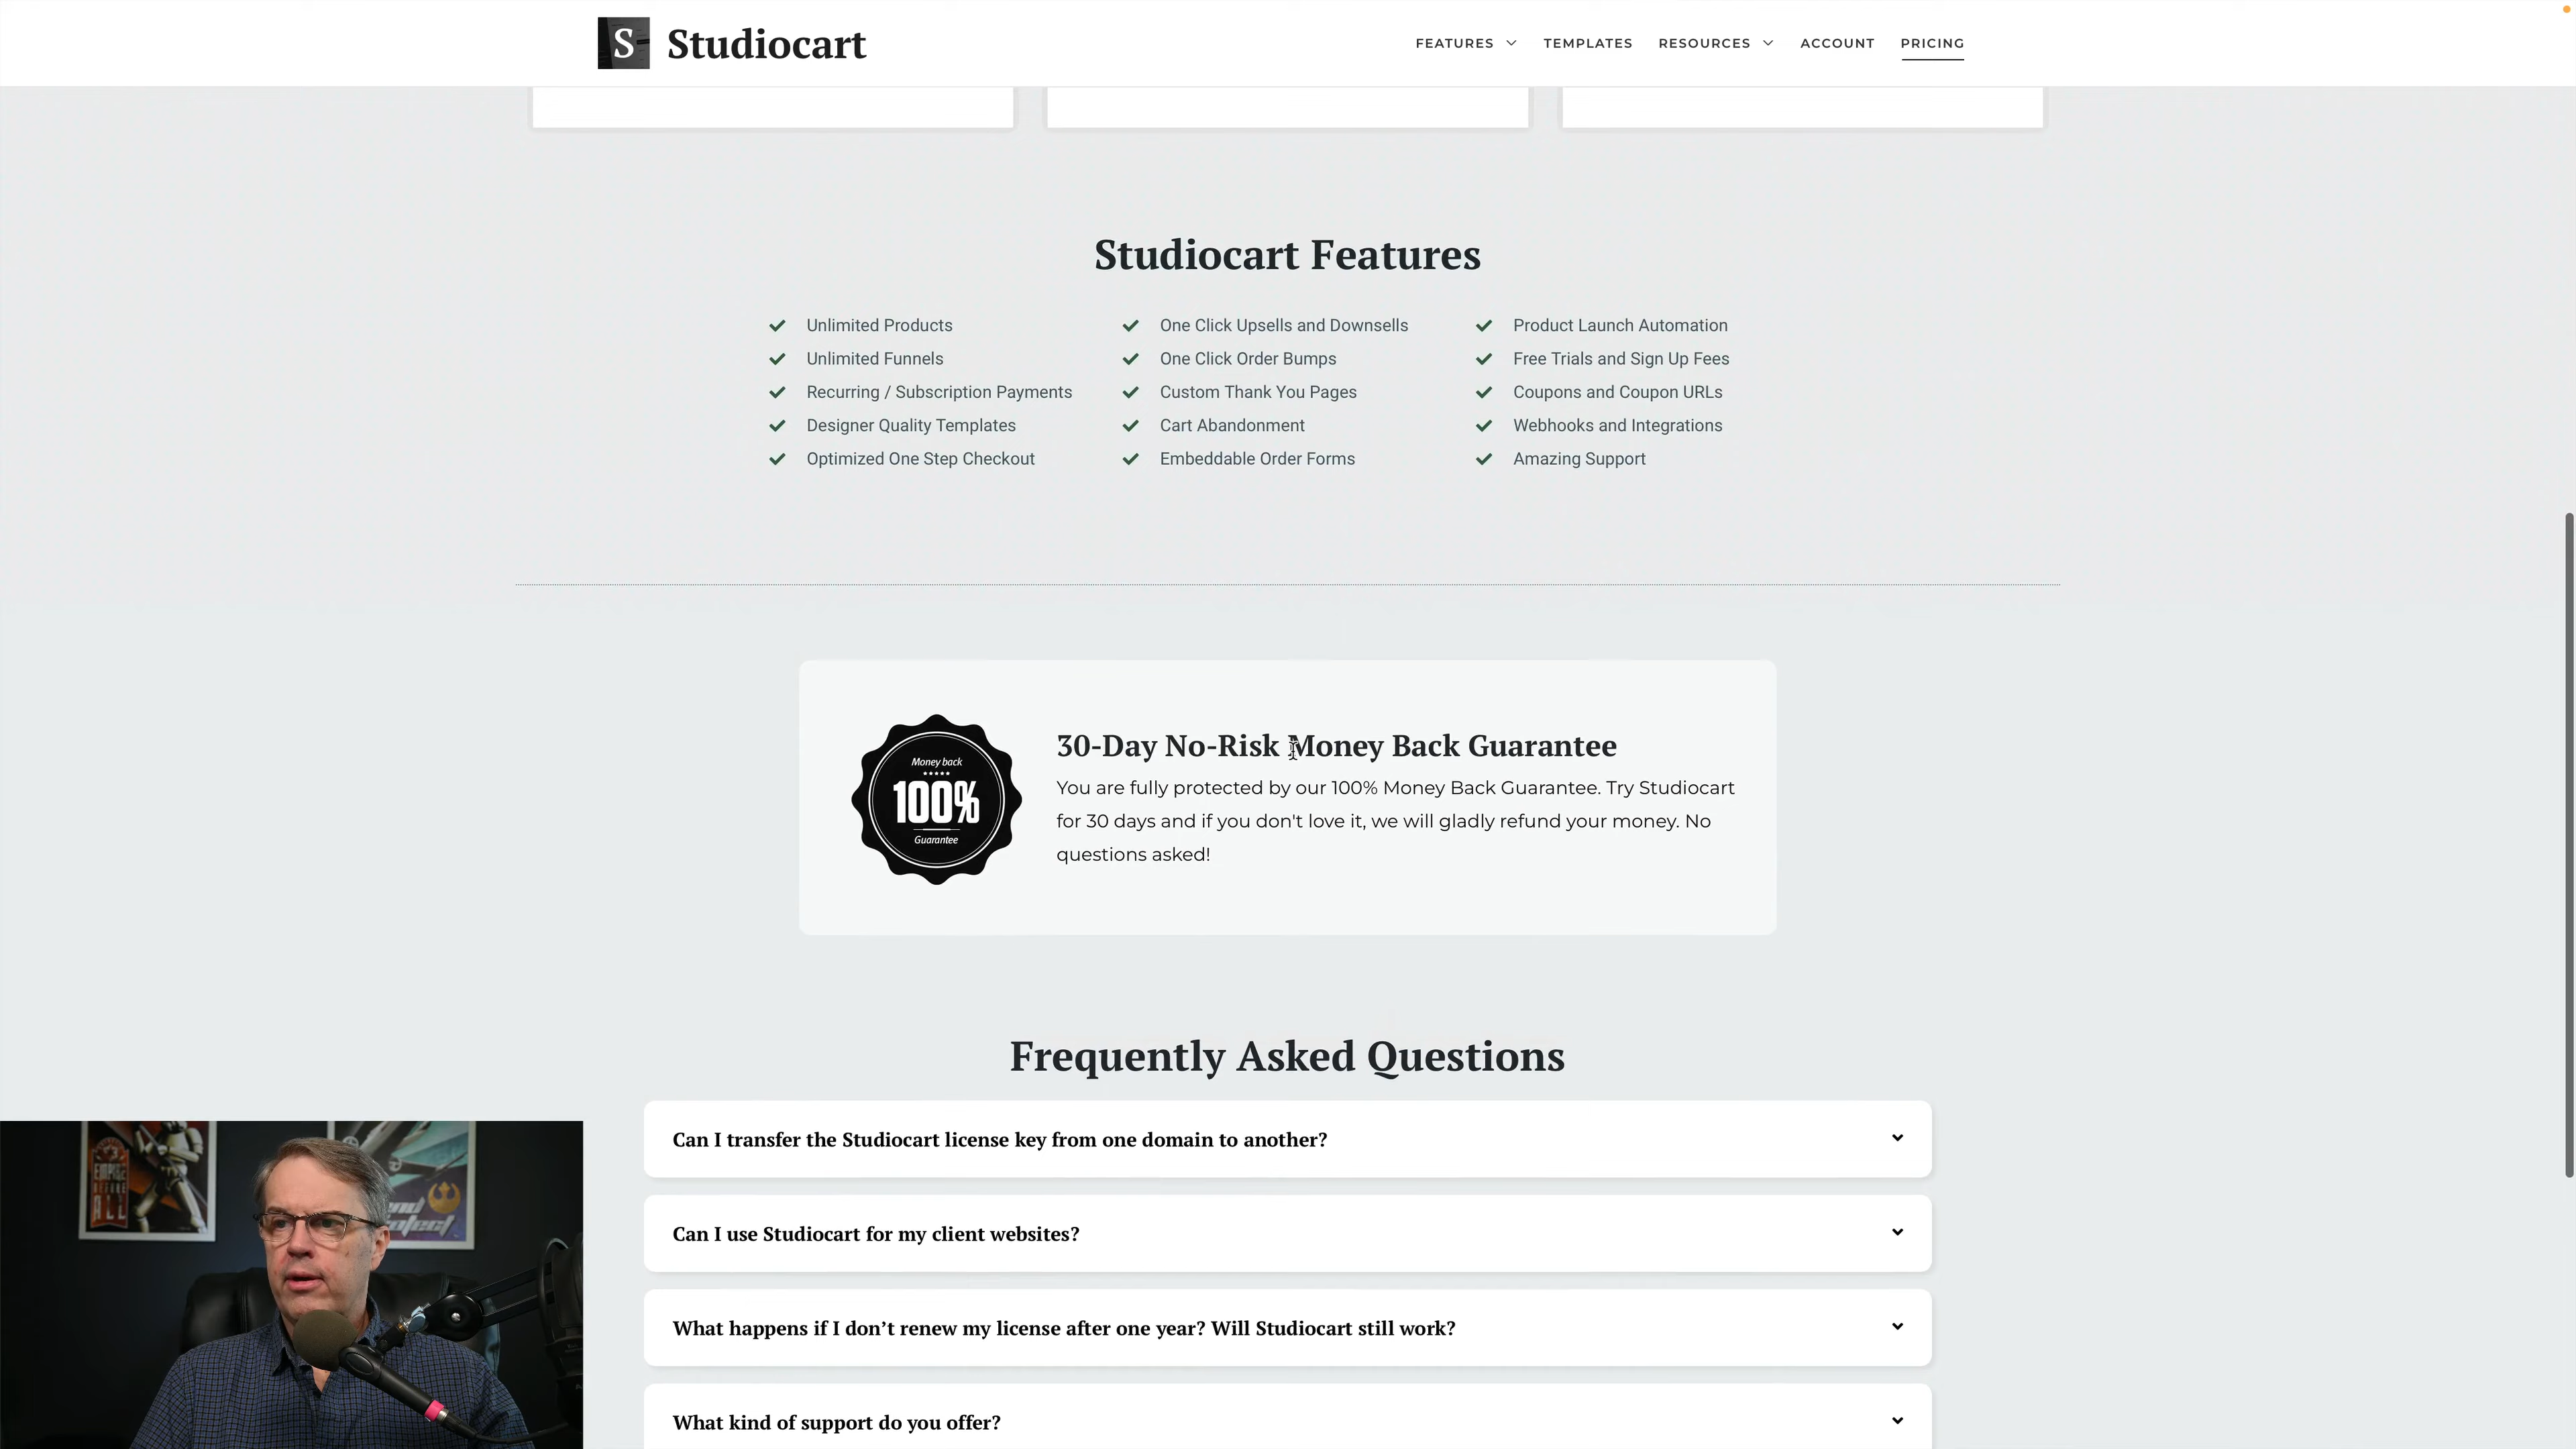 S Studiocart
FEATURES TEMPLATES RESOURCES ACCOUNT PRICING
Studiocart Features
Unlimited Products
Unlimited Funnels
Recurring / Subscription Payments
Designer Quality Templates
Optimized One Step Checkout
One Click Upsells and Downsells
One Click Order Bumps
Custom Thank You Pages
Cart Abandonment
Embeddable Order Forms
Product Launch Automation
Free Trials and Sign Up Fees
Coupons and Coupon URLs
Webhooks and Integrations
Amazing Support
Money back
100%
Guarantee
30-Day No-Risk Money Back Guarantee
You are fully protected by our 100% Money Back Guarantee. Try Studiocart
for 30 days and if you don't love it, we will gladly refund your money. No
questions asked!
Frequently Asked Questions
Can I transfer the Studiocart license key from one domain to another?
Can I use Studiocart for my client websites?
What happens if I don’t renew my license after one year? Will Studiocart still work?
What kind of support do you offer?
EMPIRE
BEFORE
ALL